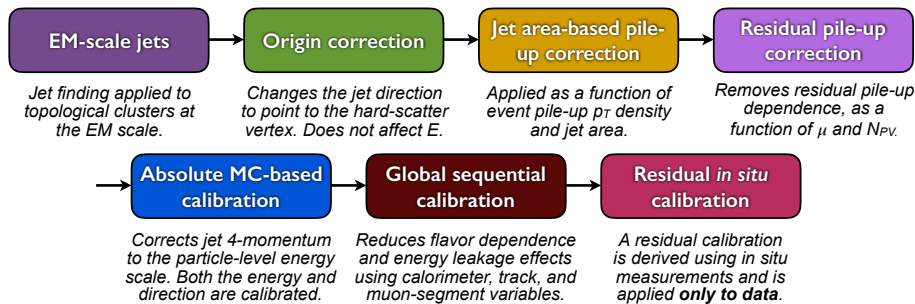 EM-scale jets
Jet finding applied to
topological clusters at
the EM scale.
Origin correction
Changes the jet direction
to point to the hard-scatter
vertex. Does not affect E.
Jet area-based pile-
up correction
Applied as a function of
event pile-up pT density
and jet area.
Residual pile-up
correction
Removes residual pile-up
dependence, as a
function of μ and NPV.
Absolute MC-based
calibration
Corrects jet 4-momentum
to the particle-level energy
scale. Both the energy and
direction are calibrated.
Global sequential
calibration
Reduces flavor dependence
and energy leakage effects
using calorimeter, track, and
muon-segment variables.
Residual in situ
calibration
A residual calibration
is derived using in situ
measurements and is
applied only to data.